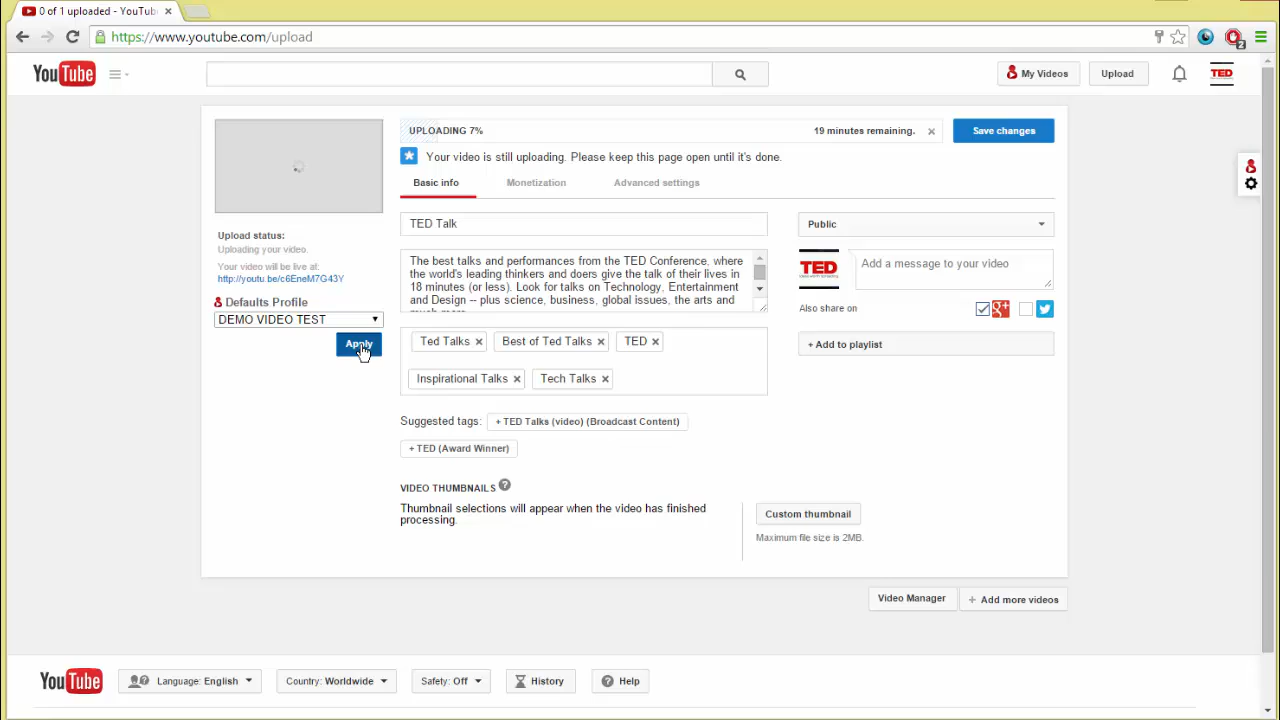 0 of 1 uploaded - YouTub
https://www.youtube.com/upload
2
YouTube
My Videos
Upload
TED
UPLOADING 7%
19 minutes remaining.
Save changes
Your video is still uploading. Please keep this page open until it's done.
Basic info
Monetization
Advanced settings
TED Talk
Public
Upload status:
Uploading your video.
Your video will be live at:
http://youtu.be/c6EneM7G43Y
Defaults Profile
DEMO VIDEO TEST
Apply
The best talks and performances from the TED Conference, where
the world's leading thinkers and doers give the talk of their lives in
18 minutes (or less). Look for talks on Technology, Entertainment
and Design -- plus science, business, global issues, the arts and
much more.
TED
Add a message to your video
Also share on
Ted Talks
Best of Ted Talks
TED
+ Add to playlist
Inspirational Talks
Tech Talks
Suggested tags:
+ TED Talks (video) (Broadcast Content)
+ TED (Award Winner)
VIDEO THUMBNAILS ?
Thumbnail selections will appear when the video has finished
processing.
Custom thumbnail
Maximum file size is 2MB.
Video Manager
+ Add more videos
YouTube
Language: English
Country: Worldwide
Safety: Off
History
? Help